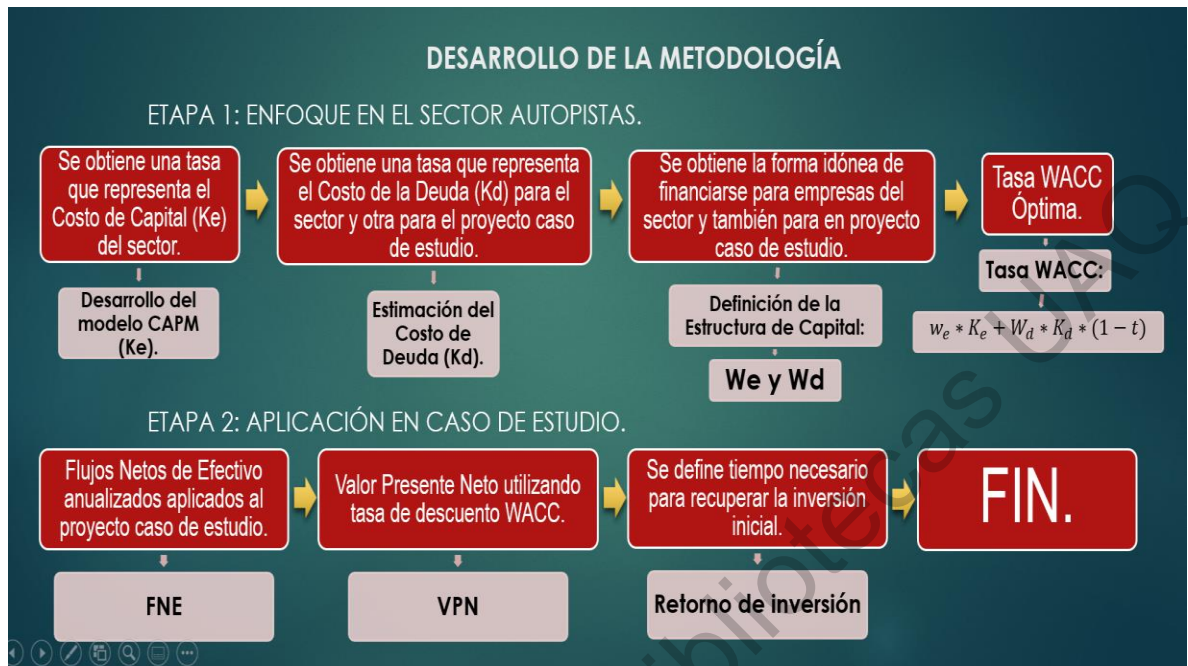 DESARROLLO DE LA METODOLOGÍA
ETAPA 1: ENFOQUE EN EL SECTOR AUTOPISTAS.
Se obtiene una tasa
que representa el
Costo de Capital (Ke)
del sector.
Desarrollo del
modelo CAPM
(Ke).
Se obtiene una tasa que representa
el Costo de la Deuda (Kd) para el
sector y otra para el proyecto caso
de estudio.
Estimación del
Costo de
Deuda (Kd).
Se obtiene la forma idónea de
financiarse para empresas del
sector y también para en proyecto
caso de estudio.
Definición de la
Estructura de Capital:
We y Wd
Tasa WACC
Óptima.
Tasa WACC:
$w_e * K_e + W_d * K_d * (1 - t)$
ETAPA 2: APLICACIÓN EN CASO DE ESTUDIO.
Flujos Netos de Efectivo
anualizados aplicados al
proyecto caso de estudio.
FNE
Valor Presente Neto utilizando
tasa de descuento WACC.
VPN
Se define tiempo necesario
para recuperar la inversión
inicial.
Retorno de inversión
FIN.
bliotecas UAQ